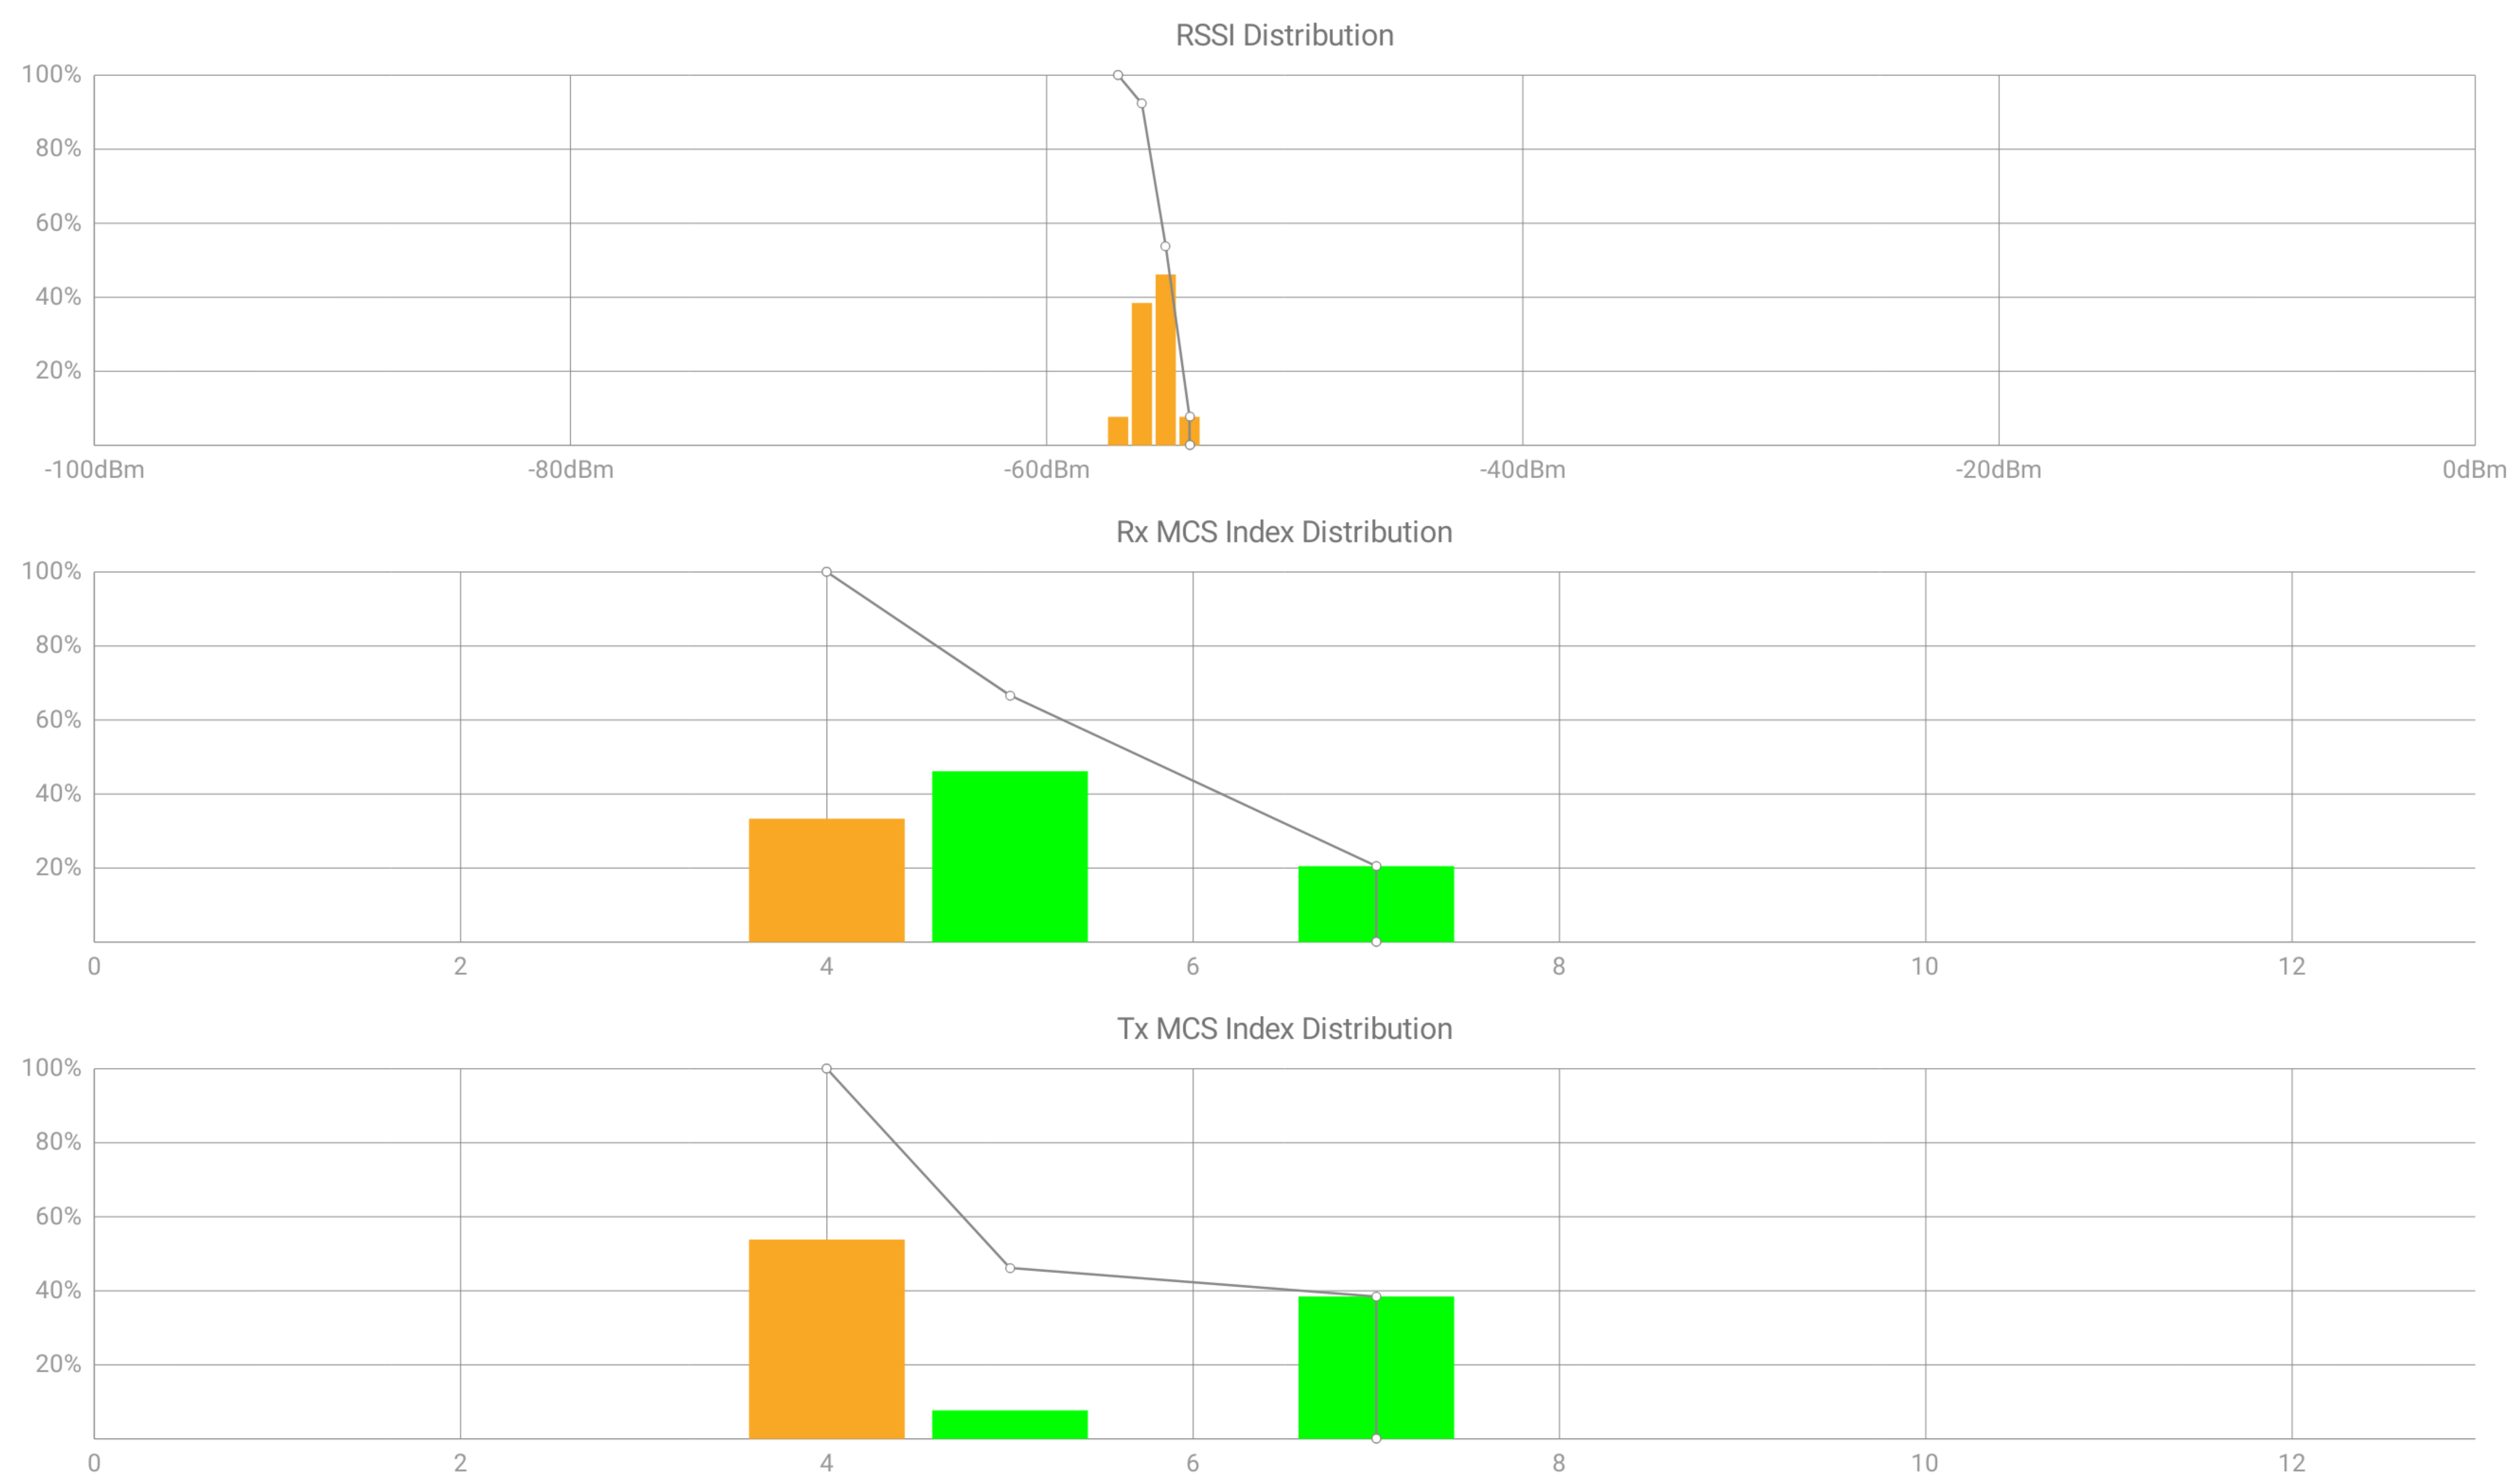 RSSI Distribution
100%
80%
60%
40%
20%
-100dBm -80dBm -60dBm -40dBm -20dBm 0dBm
Rx MCS Index Distribution
100%
80%
60%
40%
20%
0 2 4 6 8 10 12
Tx MCS Index Distribution
100%
80%
60%
40%
20%
0 2 4 6 8 10 12